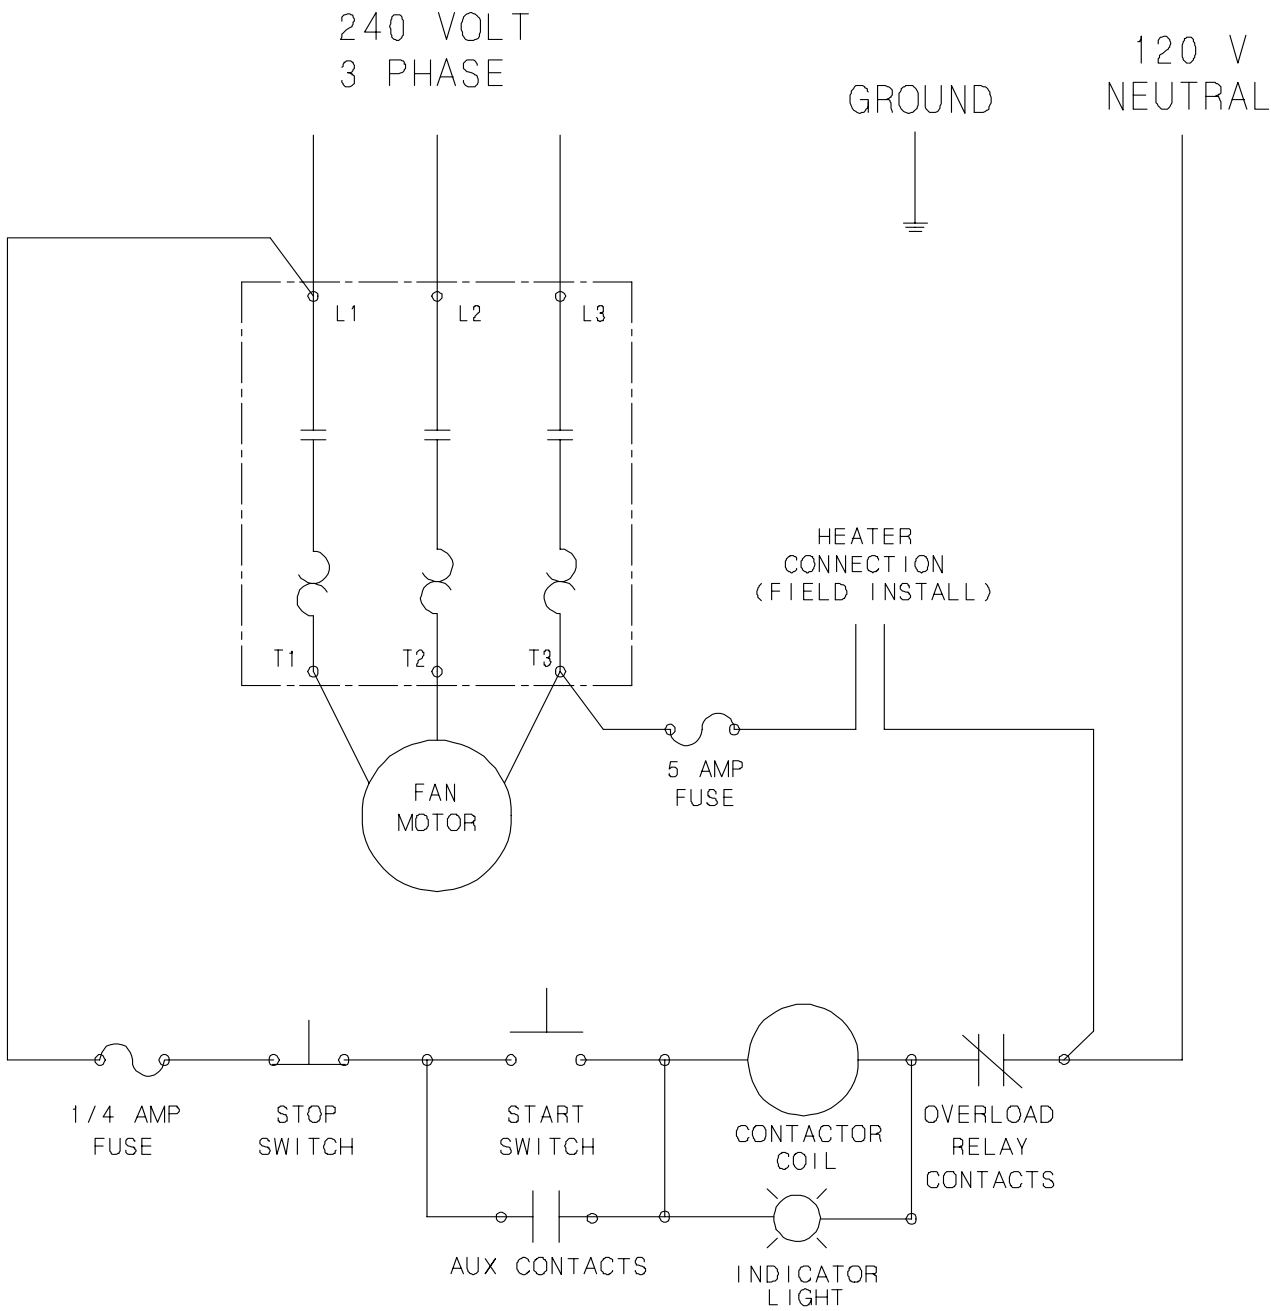 240 VOLT
3 PHASE
GROUND
120 V
NEUTRAL
L1
L2
L3
HEATER
CONNECTION
(FIELD INSTALL)
T1
T2
T3
5 AMP
FUSE
FAN
MOTOR
1/4 AMP
FUSE
STOP
SWITCH
START
SWITCH
CONTACTOR
COIL
OVERLOAD
RELAY
CONTACTS
AUX CONTACTS
INDICATOR
LIGHT